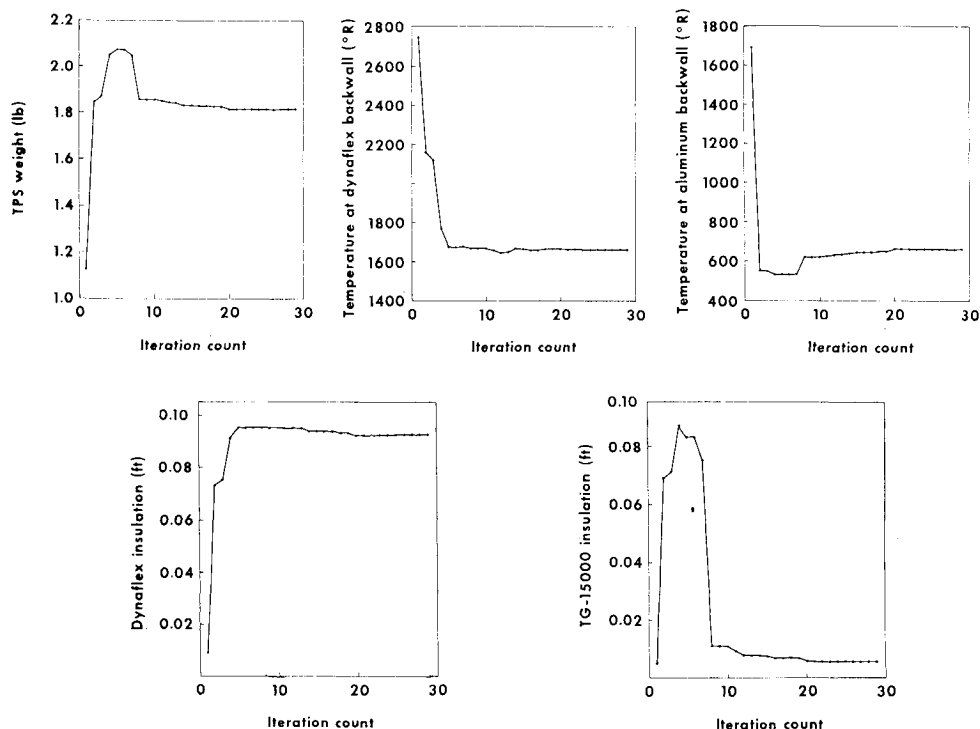 TPS weight (lb)
2.2
2.0
1.8
1.6
1.4
1.2
1.0
0 10 20 30
Iteration count
Temperature at dynaflex backwall (°R)
2800
2600
2200
1800
1600
1400
0 10 20 30
Iteration count
Temperature at aluminum backwall (°R)
1800
1600
1400
1200
1000
800
600
400
0 10 20 30
Iteration count
Dynaflex insulation (ft)
0.10
0.08
0.06
0.04
0.02
0 10 20 30
Iteration count
TG-15000 insulation (ft)
0.10
0.08
0.06
0.04
0.02
0 10 20 30
Iteration count